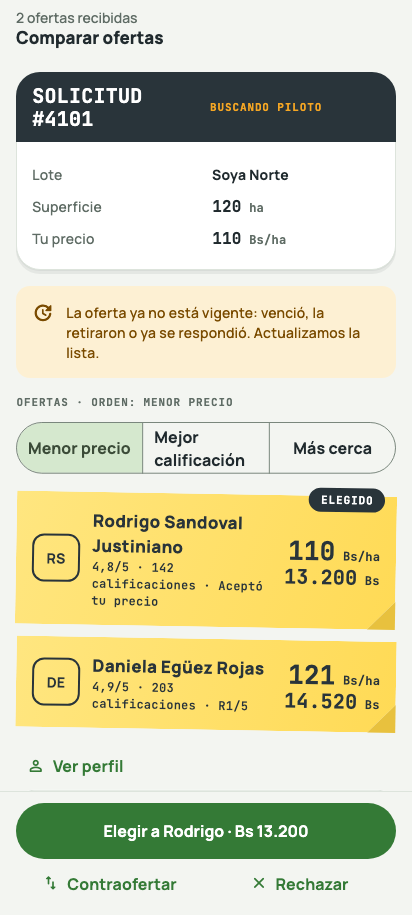 2 ofertas recibidas
Comparar ofertas
SOLICITUD
#4101
BUSCANDO PILOTO
Lote
Soya Norte
Superficie
120 ha
Tu precio
110 Bs/ha
La oferta ya no está vigente: venció, la
retiraron o ya se respondió. Actualizamos la
lista.
OFERTAS · ORDEN: MENOR PRECIO
Menor precio
Mejor
calificación
Más cerca
ELEGIDO
RS
Rodrigo Sandoval
Justiniano
4,8/5 · 142
calificaciones · Aceptó
tu precio
110 Bs/ha
13.200 Bs
DE
Daniela Egüez Rojas
4,9/5 · 203
calificaciones · R1/5
121 Bs/ha
14.520 Bs
Ver perfil
Elegir a Rodrigo · Bs 13.200
Contraofertar
Rechazar